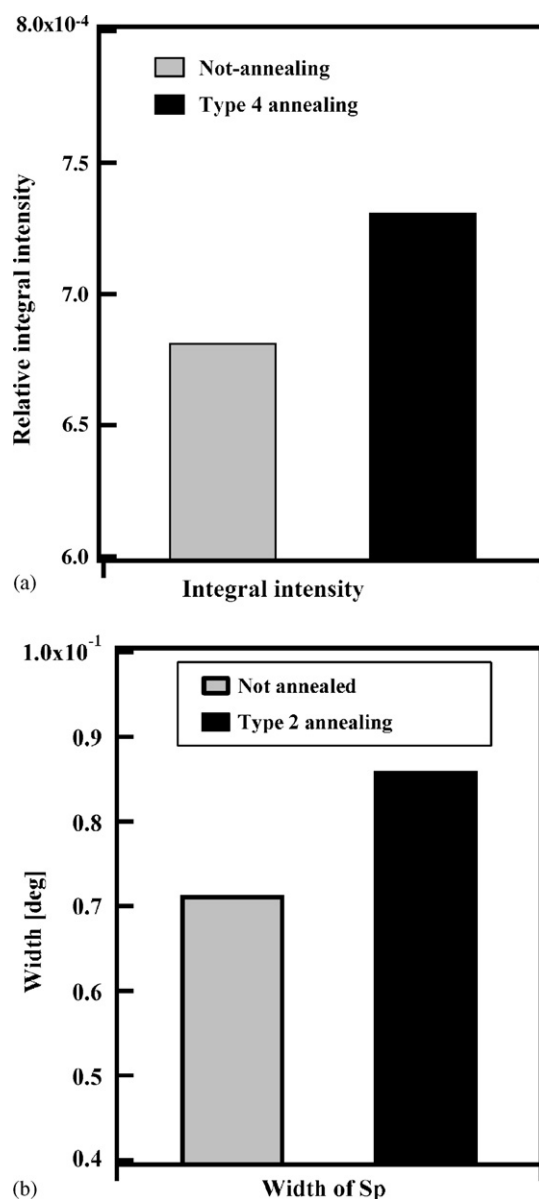 8.0x10-4
Not-annealing
Type 4 annealing
7.5
7.0
6.5
6.0
Relative integral intensity
(a)
Integral intensity
1.0x10-1
Not annealed
Type 2 annealing
0.9
0.8
0.7
0.6
0.5
0.4
Width [deg]
(b)
Width of Sp